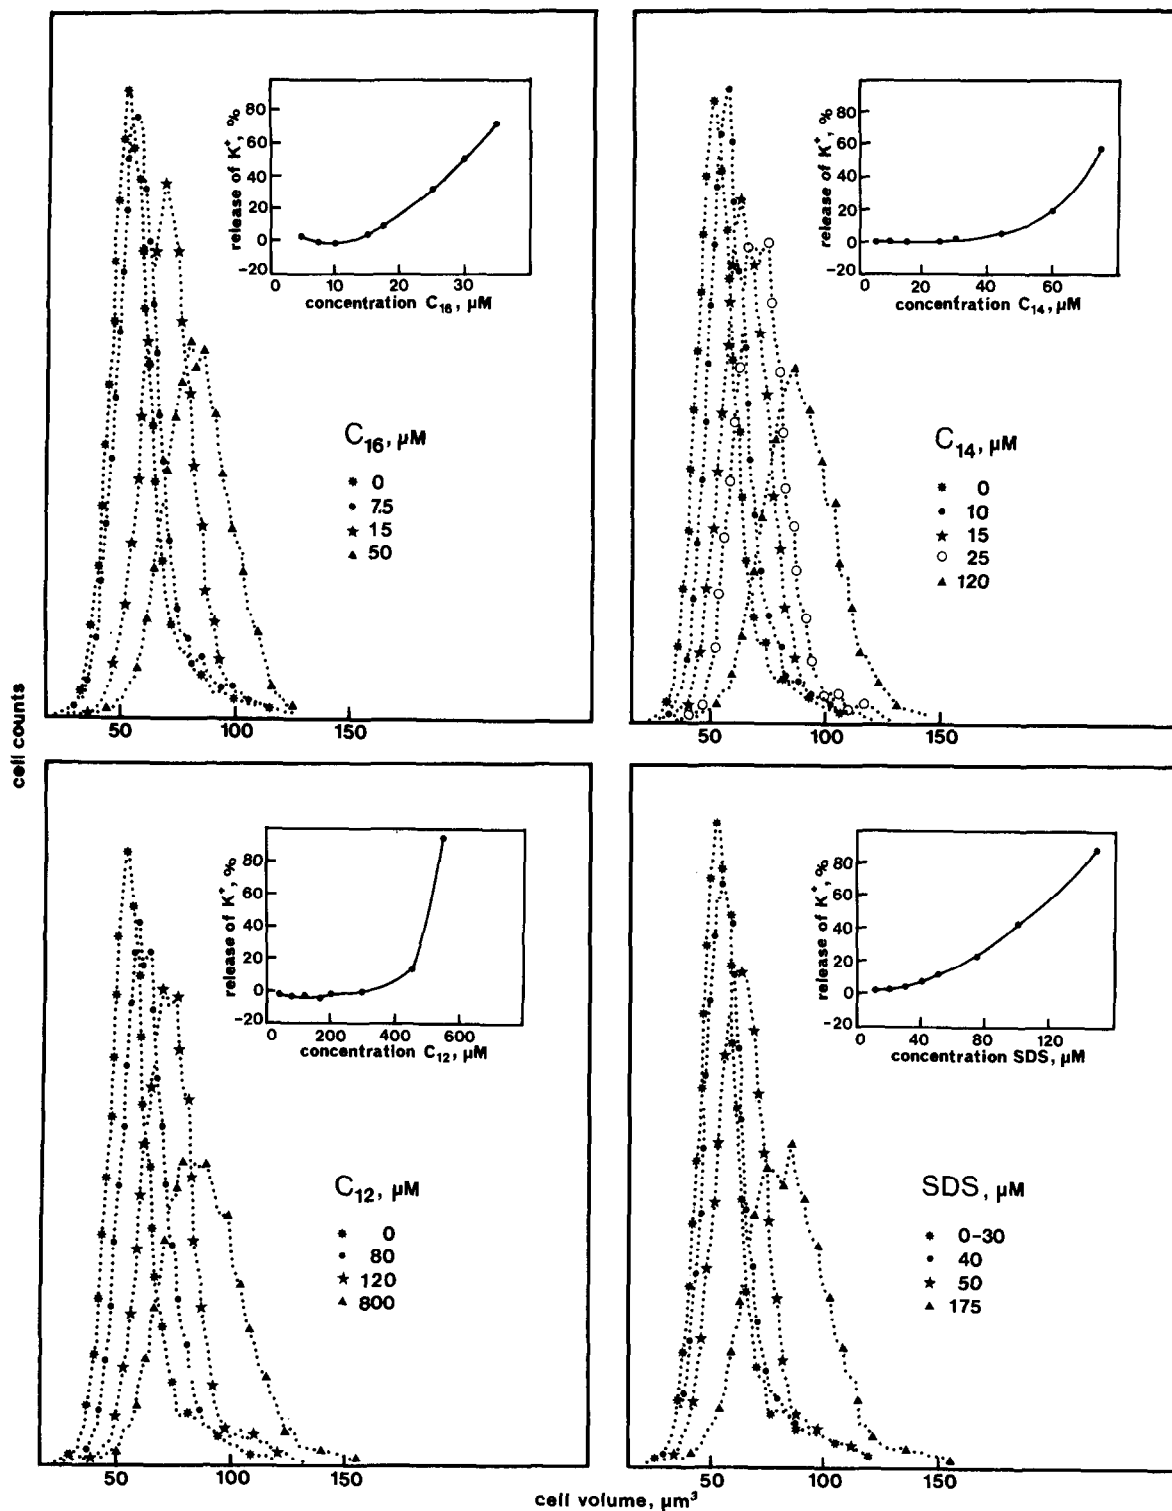 80
60
40
20
0
-20
release of K⁺, %
10 20 30
concentration C₁₆, μM
C₁₆, μM
0
7.5
15
50
50 100 150
80
60
40
20
0
-20
release of K⁺, %
0 20 40 60 80
concentration C₁₄, μM
C₁₄, μM
0
10
15
25
120
50 100 150
cell counts
80
60
40
20
0
-20
release of K⁺, %
0 200 400 600
concentration C₁₂, μM
C₁₂, μM
0
80
120
800
50 100 150
80
60
40
20
0
-20
release of K⁺, %
0 40 80 120
concentration SDS, μM
SDS, μM
0-30
40
50
175
50 100 150
cell volume, μm³